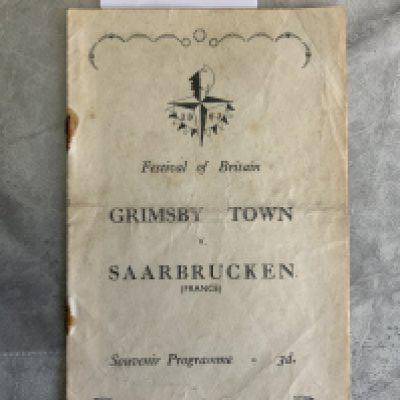 Festival of Britain
GRIMSBY TOWN
v.
SAARBRUCKEN.
(FRANCE)
Souvenir Programme - 3d.